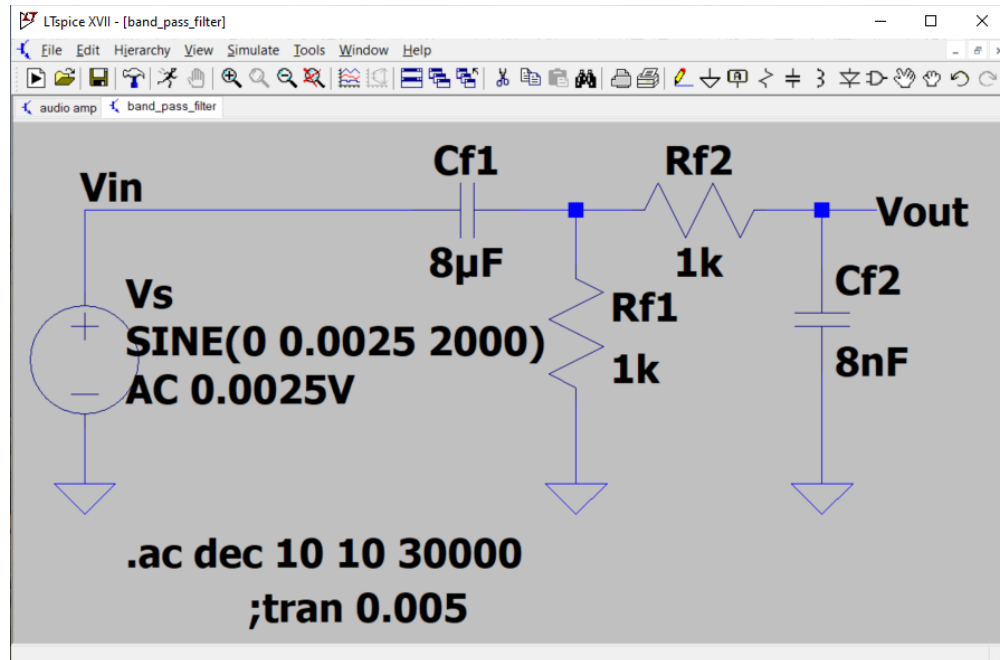 LTspice XVII - [band_pass_filter]
File Edit Hierarchy View Simulate Tools Window Help
audio amp band_pass_filter
Cf1 Rf2
Vin
Vout
8µF 1k
Cf2
Vs
Rf1
SINE(0 0.0025 2000)
1k 8nF
AC 0.0025V
.ac dec 10 10 30000
;tran 0.005